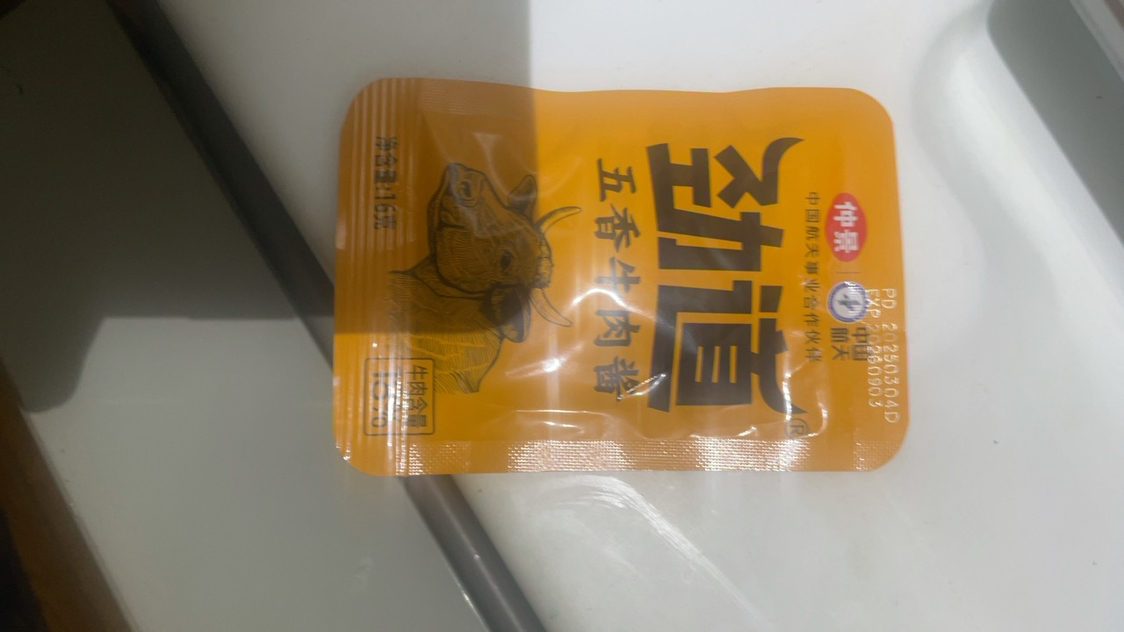 仲景
中国航天
PD 20250304D
EXP 20260903
中国航天事业合作伙伴
劲道®
五香牛肉酱
净含量:16克
牛肉含量